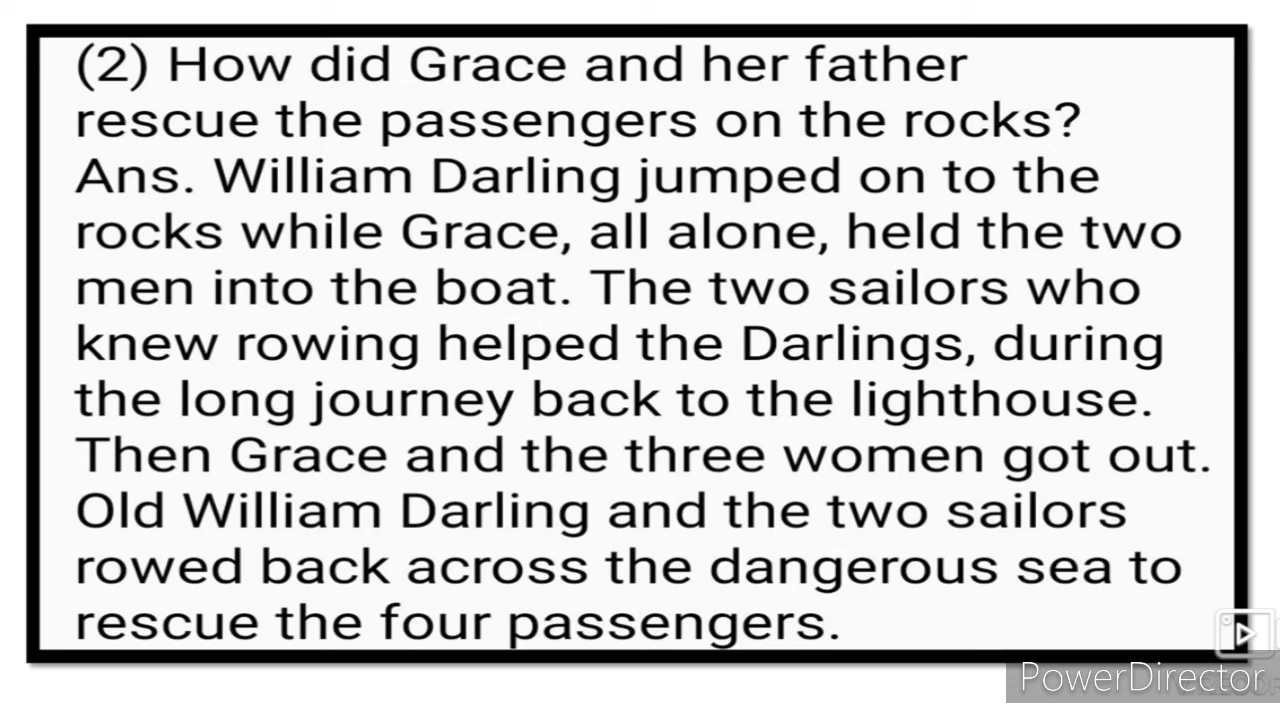 (2) How did Grace and her father
rescue the passengers on the rocks?
Ans. William Darling jumped on to the
rocks while Grace, all alone, held the two
men into the boat. The two sailors who
knew rowing helped the Darlings, during
the long journey back to the lighthouse.
Then Grace and the three women got out.
Old William Darling and the two sailors
rowed back across the dangerous sea to
rescue the four passengers.
PowerDirector